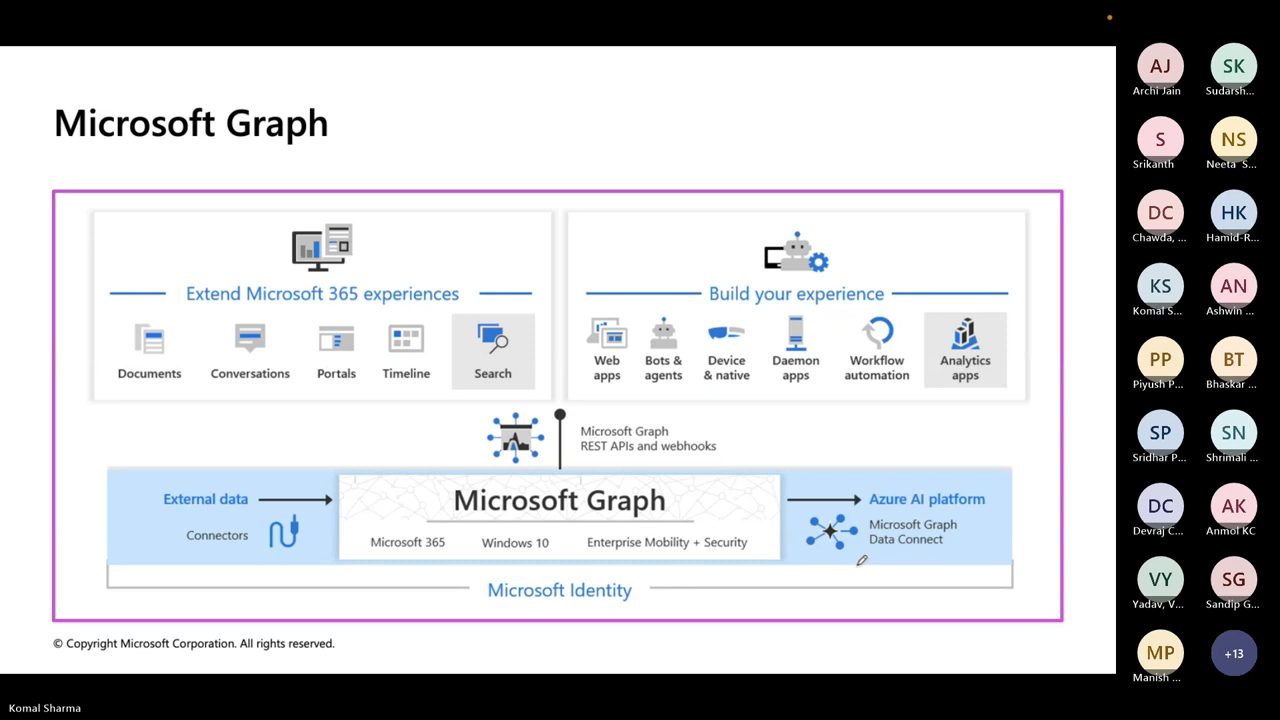 Microsoft Graph
Extend Microsoft 365 experiences
Documents
Conversations
Portals
Timeline
Search
Build your experience
Web
apps
Bots &
agents
Device
& native
Daemon
apps
Workflow
automation
Analytics
apps
Microsoft Graph
REST APIs and webhooks
External data
Connectors
Microsoft Graph
Microsoft 365
Windows 10
Enterprise Mobility + Security
Azure AI platform
Microsoft Graph
Data Connect
Microsoft Identity
© Copyright Microsoft Corporation. All rights reserved.
Komal Sharma
AJ
Archi Jain
SK
Sudarsh...
S
Srikanth
NS
Neeta S...
DC
Chawda, ...
HK
Hamid-R...
KS
Komal S...
AN
Ashwin ...
PP
Piyush P...
BT
Bhaskar ...
SP
Sridhar P...
SN
Shrimali ...
DC
Devraj C...
AK
Anmol KC
VY
Yadav, V...
SG
Sandip G...
MP
Manish ...
+13